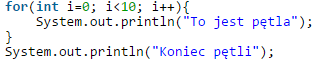 for(int i=0; i<10; i++){
System.out.println("To jest pętla");
}
System.out.println("Koniec pętli");